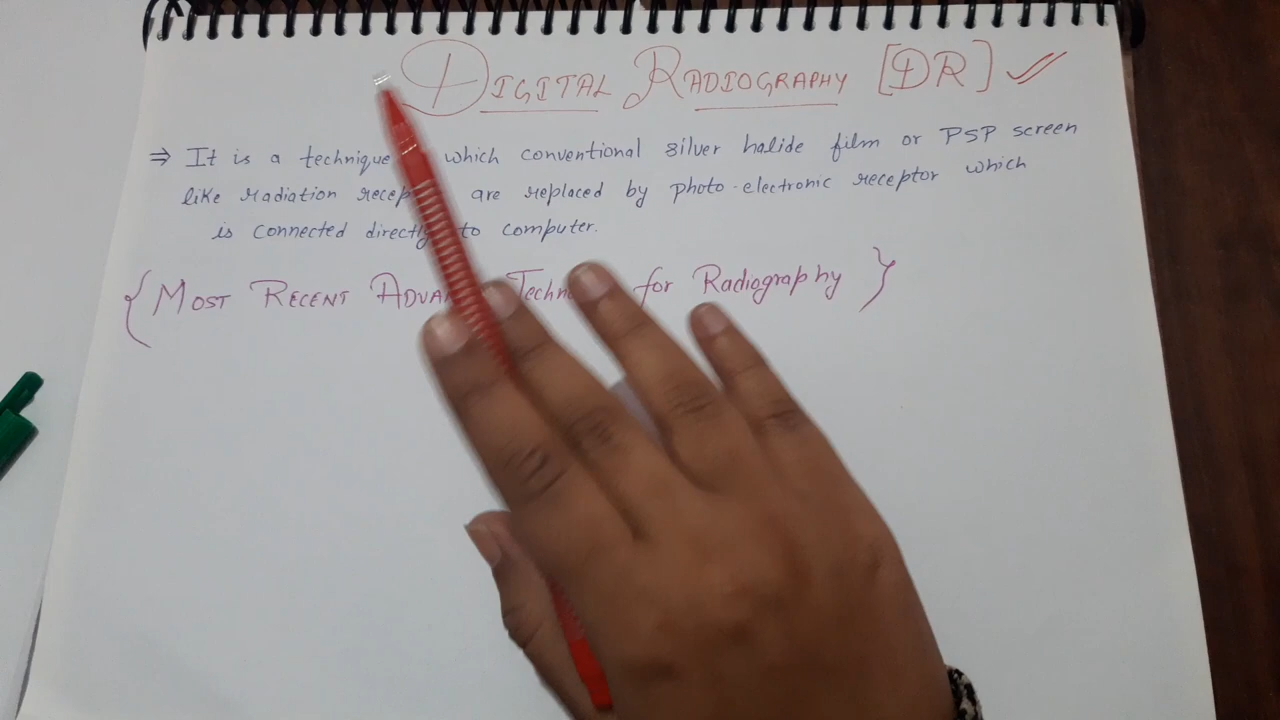 DIGITAL RADIOGRAPHY [DR]
⇒ It is a technique which conventional silver halide film or PSP screen
like radiation are replaced by photo-electronic receptor which
is connected directly to computer.
{ MOST RECENT for Radiography }